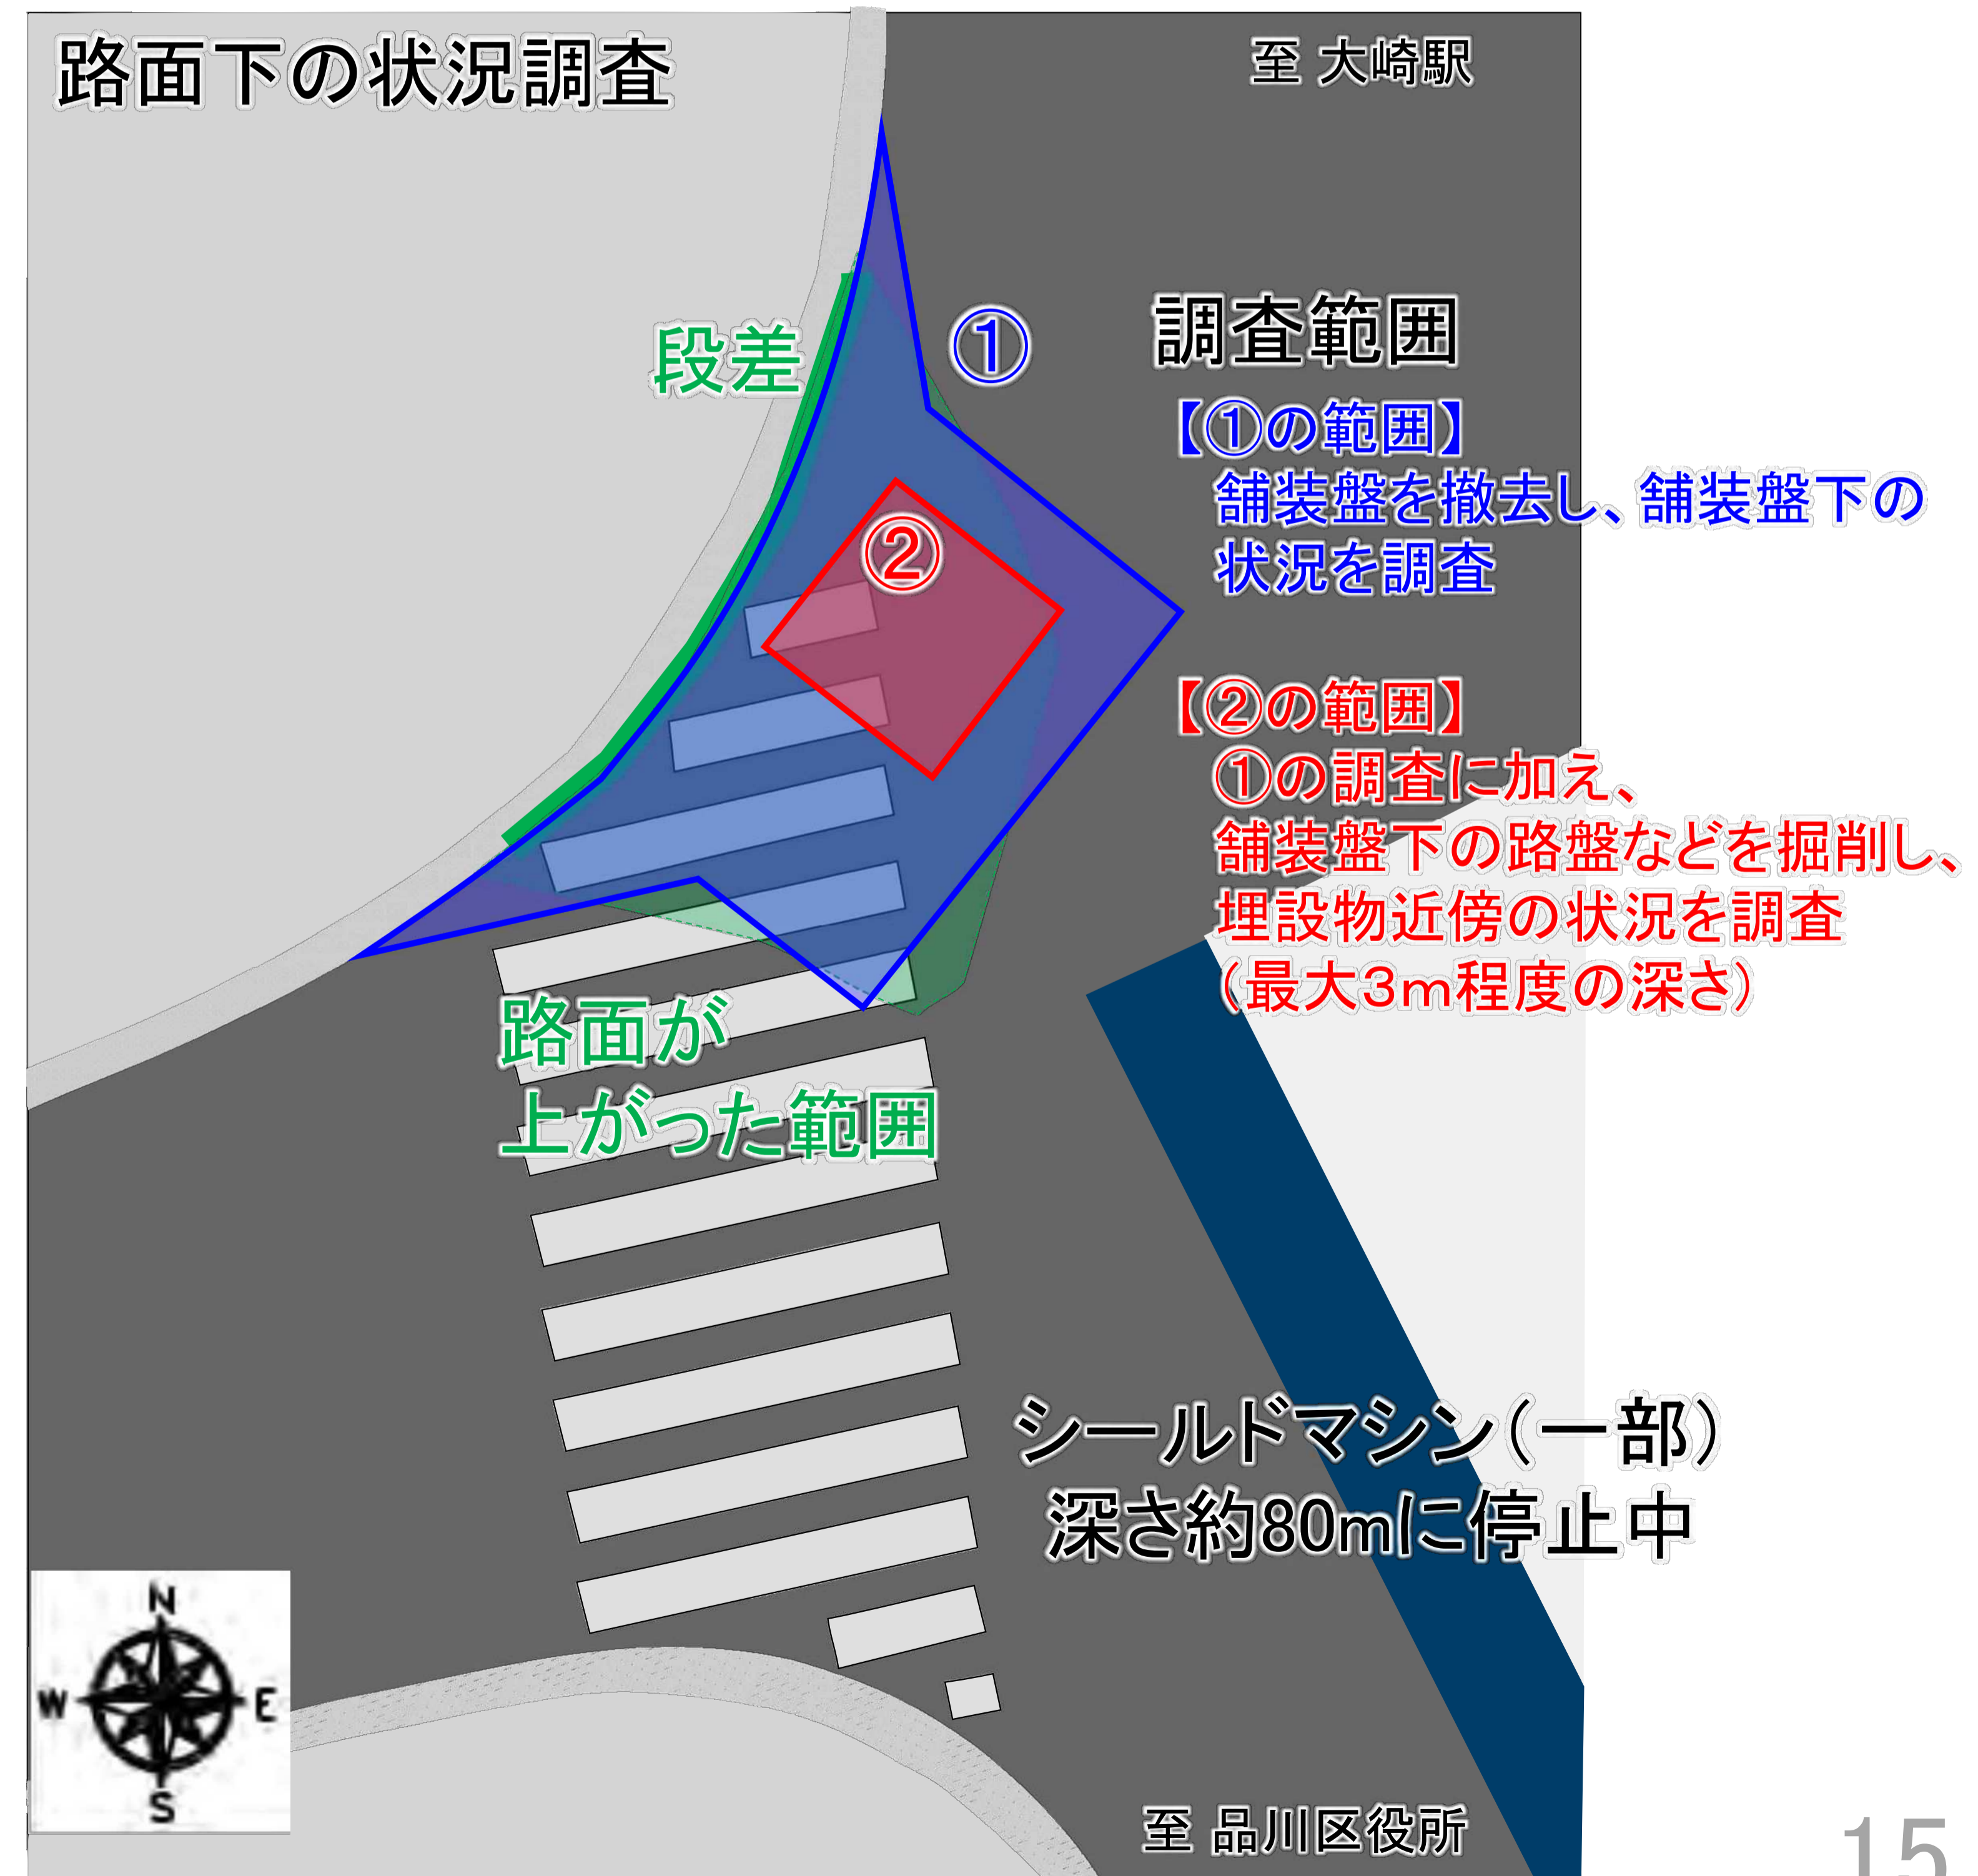 路面下の状況調査
至 大崎駅
段差
①
調査範囲
【①の範囲】
舗装盤を撤去し、舗装盤下の
状況を調査
②
【②の範囲】
①の調査に加え、
舗装盤下の路盤などを掘削し、
埋設物近傍の状況を調査
(最大3m程度の深さ)
路面が
上がった範囲
シールドマシン(一部)
深さ約80mに停止中
N
W
E
S
至 品川区役所
15